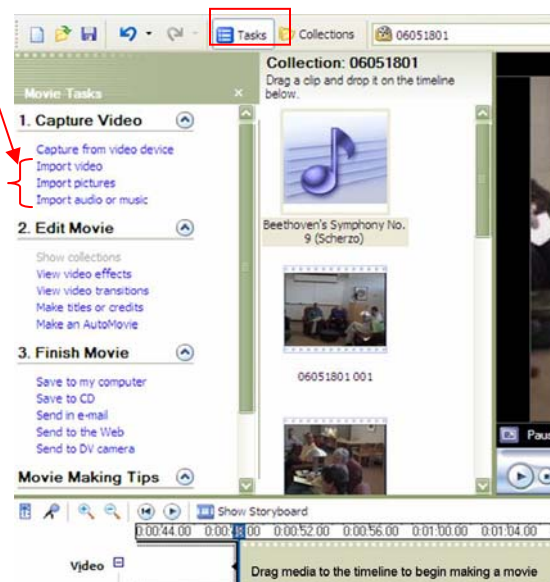 Tasks Collections 06051801
Movie Tasks
1. Capture Video
Capture from video device
Import video
Import pictures
Import audio or music
2. Edit Movie
Show collections
View video effects
View video transitions
Make titles or credits
Make an AutoMovie
3. Finish Movie
Save to my computer
Save to CD
Send in e-mail
Send to the Web
Send to DV camera
Movie Making Tips
Collection: 06051801
Drag a clip and drop it on the timeline
below.
Beethoven's Symphony No.
9 (Scherzo)
06051801 001
Show Storyboard
0:00:44.00 00 0:00:52.00 0:00:56.00 0:01:00.00 0:01:04.00
Video
Drag media to the timeline to begin making a movie